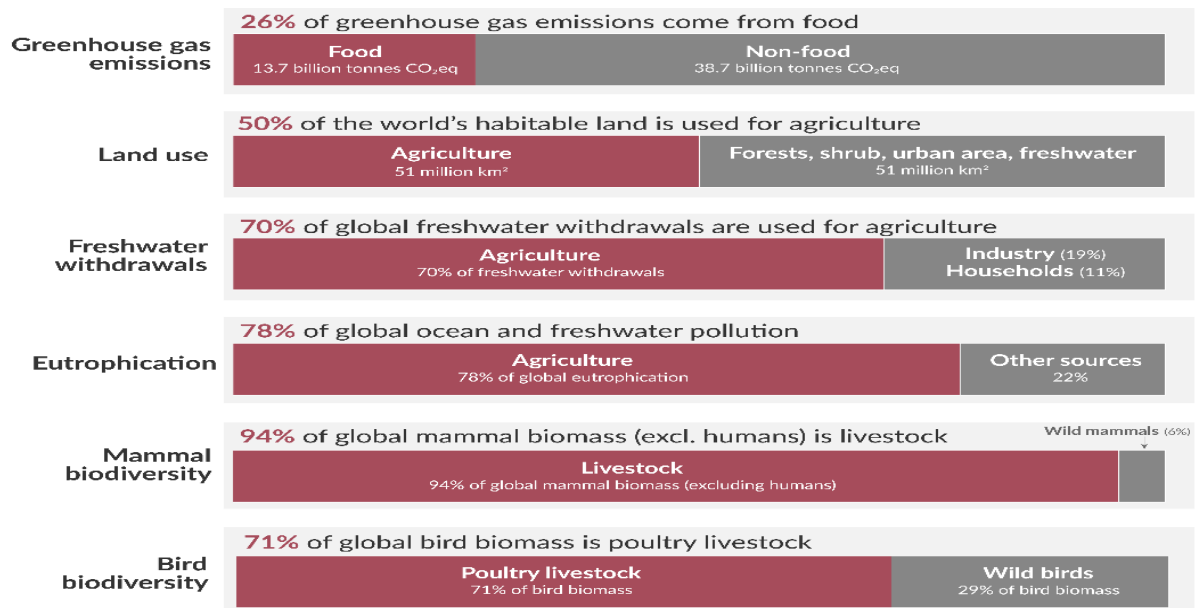 26% of greenhouse gas emissions come from food
Greenhouse gas
emissions
Food
13.7 billion tonnes CO₂eq
Non-food
38.7 billion tonnes CO₂eq
50% of the world's habitable land is used for agriculture
Land use
Agriculture
51 million km²
Forests, shrub, urban area, freshwater
51 million km²
70% of global freshwater withdrawals are used for agriculture
Freshwater
withdrawals
Agriculture
70% of freshwater withdrawals
Industry (19%)
Households (11%)
78% of global ocean and freshwater pollution
Eutrophication
Agriculture
78% of global eutrophication
Other sources
22%
94% of global mammal biomass (excl. humans) is livestock
Wild mammals (6%)
Mammal
biodiversity
Livestock
94% of global mammal biomass (excluding humans)
71% of global bird biomass is poultry livestock
Bird
biodiversity
Poultry livestock
71% of bird biomass
Wild birds
29% of bird biomass